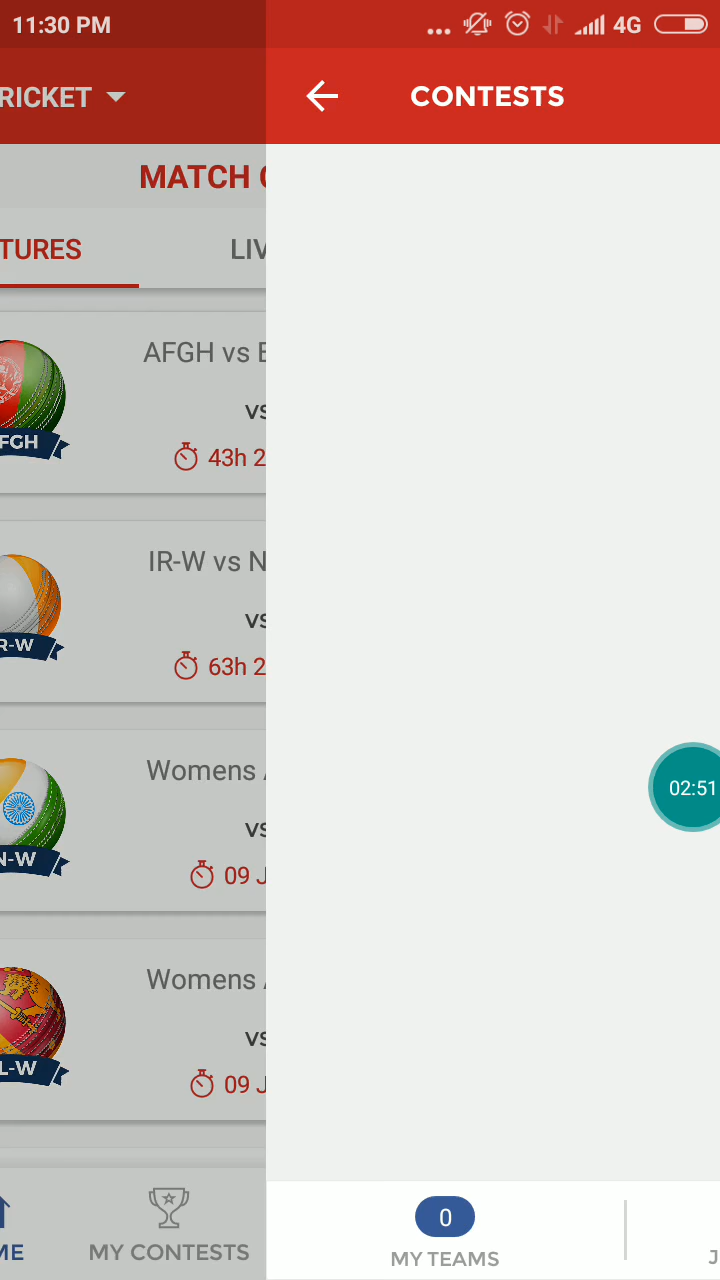 11:30 PM
4G
RICKET
CONTESTS
MATCH
TURES
LIV
AFGH vs
vs
43h 2
FGH
IR-W vs N
vs
63h 2
R-W
Womens
vs
09 J
N-W
02:51
Womens
vs
09 J
L-W
ME
MY CONTESTS
0
MY TEAMS
J